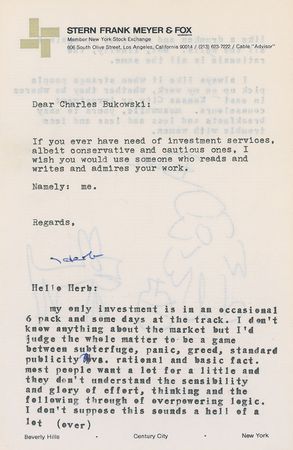 STERN FRANK MEYER & FOX
Member New York Stock Exchange
606 South Olive Street, Los Angeles, California 90014 / (213) 623-7222 / Cable "Advisor"
Dear Charles Bukowski:
If you ever have need of investment services,
albeit conservative and cautious ones, I
wish you would use someone who reads and
writes and admires your work.
Namely: me.
Regards,
Herb
Hello Herb:
my only investment is in an occasional
6 pack and some days at the track. I don't
know anything about the market but I'd
judge the whole matter to be a game
between subterfuge, panic, greed, standard
publicity vs. rational and basic fact.
most people want a lot for a little and
they don't understand the sensibility
and glory of effort, thinking and the
following through of overpowering logic.
I don't suppose this sounds a hell of a
lot (over)
Beverly Hills · Century City · New York